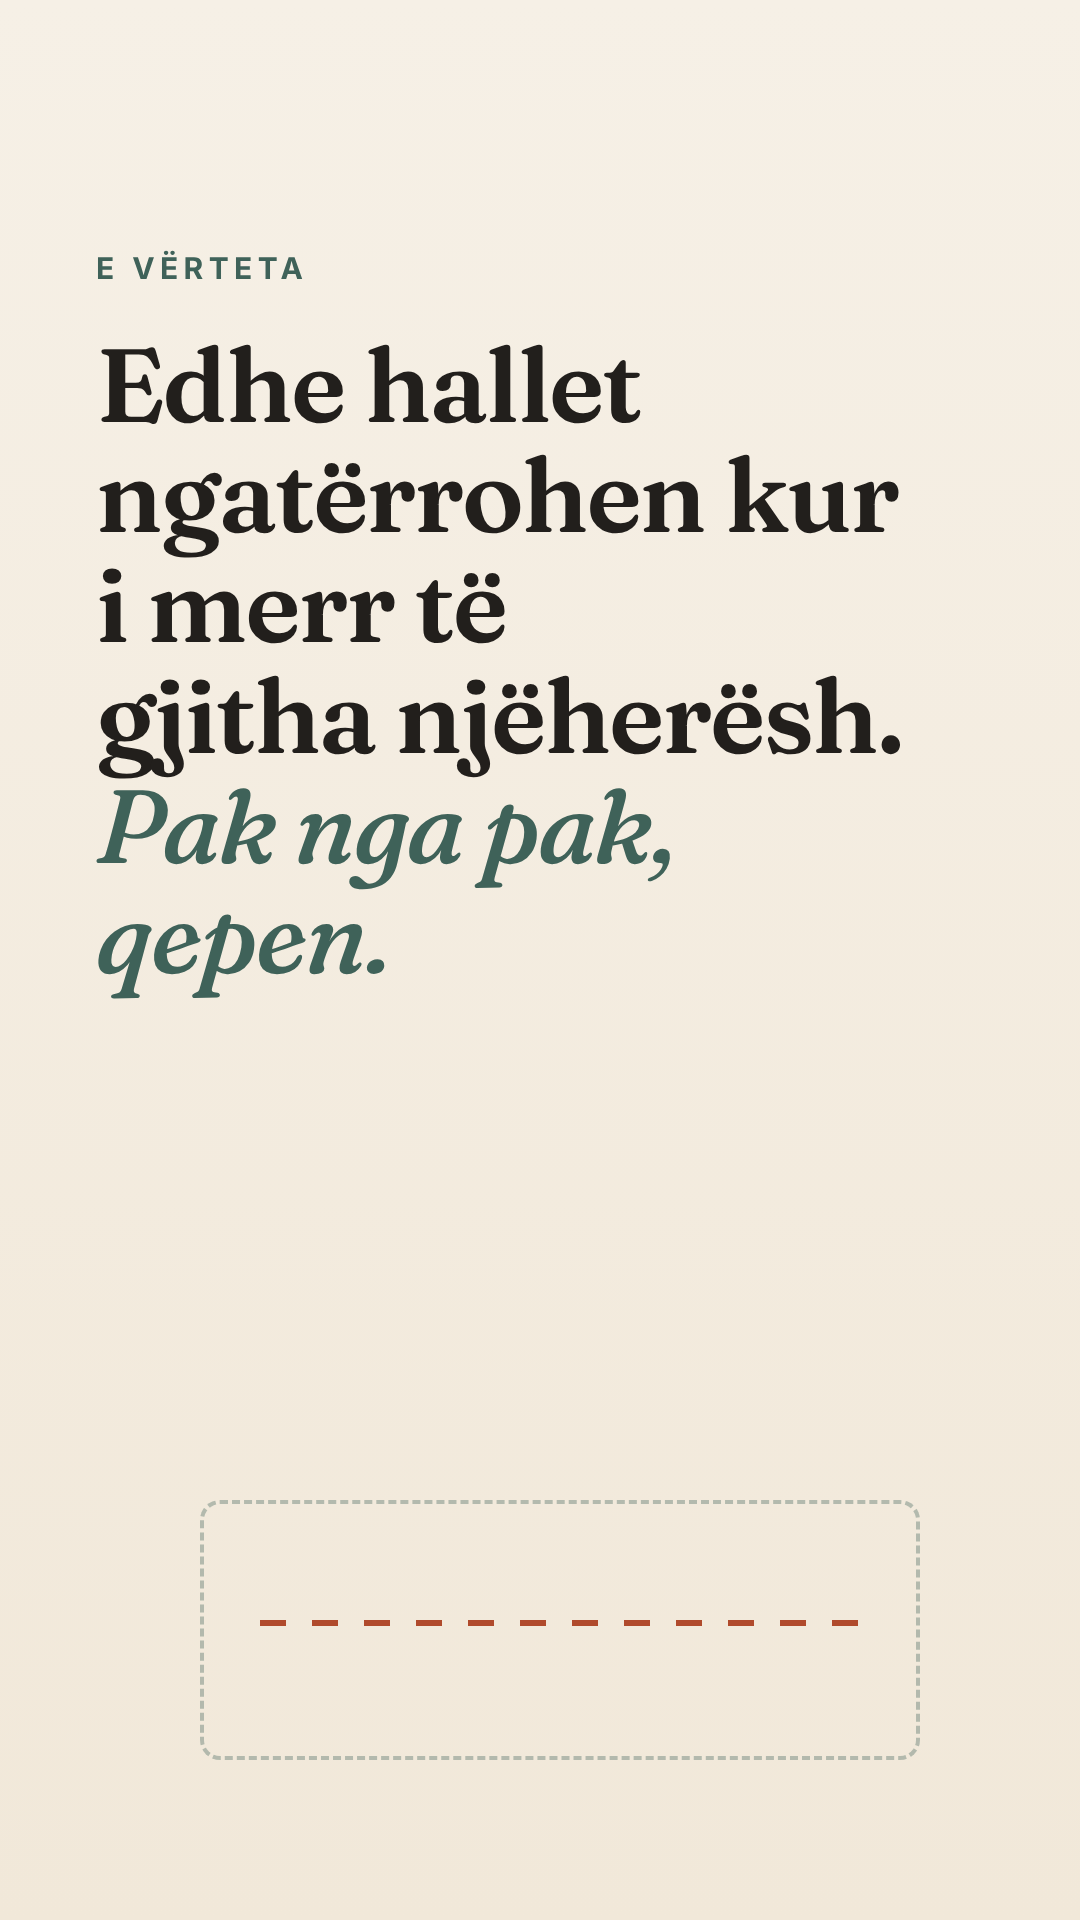 E VËRTETA
Edhe hallet
ngatërrohen kur
i merr të
gjitha njëherësh.
Pak nga pak,
qepen.